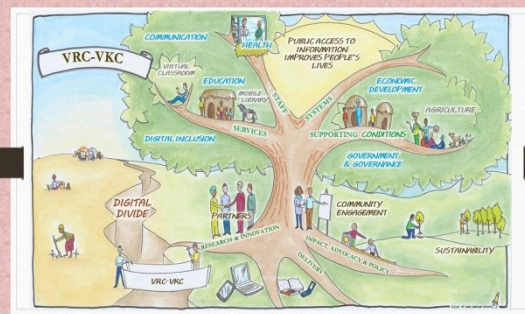 VRC-VKC
COMMUNICATION
HEALTH
PUBLIC ACCESS TO
INFORMATION
IMPROVES PEOPLE'S
LIVES
VIRTUAL
CLASSROOM
EDUCATION
MOBILE
LIBRARY
STAFF
SYSTEMS
ECONOMIC
DEVELOPMENT
AGRICULTURE
DIGITAL INCLUSION
SERVICES
SUPPORTING CONDITIONS
GOVERNMENT
& GOVERNANCE
DIGITAL
DIVIDE
PARTNERS
COMMUNITY
ENGAGEMENT
RESEARCH & INNOVATION
IMPACT, ADVOCACY & POLICY
DELIVERY
SUSTAINABILITY
VRC-VKC